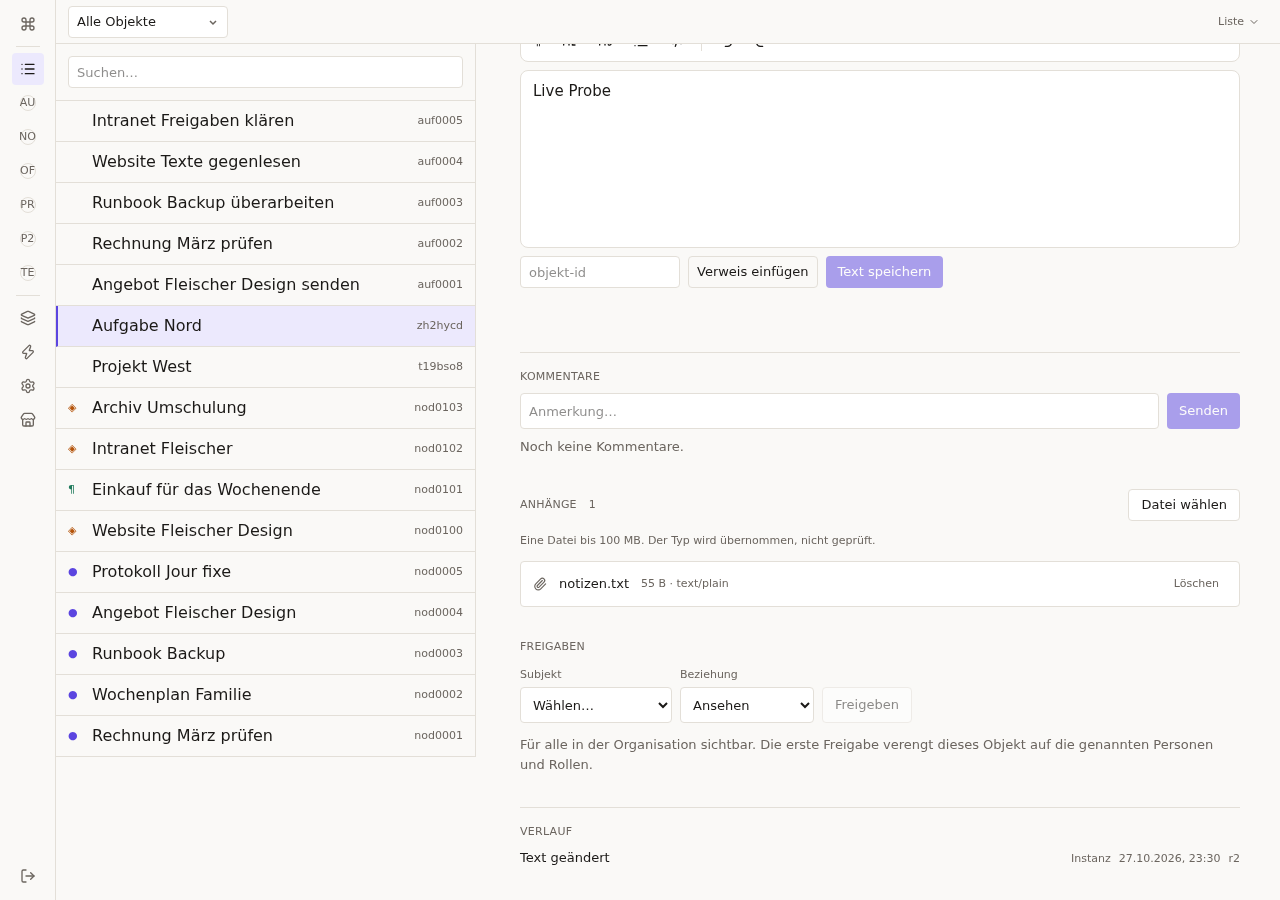 Alle Objekte
Liste
AU
NO
OF
PR
P2
TE
Suchen...
Intranet Freigaben klären auf0005
Website Texte gegenlesen auf0004
Runbook Backup überarbeiten auf0003
Rechnung März prüfen auf0002
Angebot Fleischer Design senden auf0001
Aufgabe Nord zh2hycd
Projekt West t19bso8
Archiv Umschulung nod0103
Intranet Fleischer nod0102
¶ Einkauf für das Wochenende nod0101
Website Fleischer Design nod0100
Protokoll Jour fixe nod0005
Angebot Fleischer Design nod0004
Runbook Backup nod0003
Wochenplan Familie nod0002
Rechnung März prüfen nod0001
Live Probe
objekt-id Verweis einfügen Text speichern
KOMMENTARE
Anmerkung... Senden
Noch keine Kommentare.
ANHÄNGE 1 Datei wählen
Eine Datei bis 100 MB. Der Typ wird übernommen, nicht geprüft.
notizen.txt 55 B · text/plain Löschen
FREIGABEN
Subjekt Beziehung
Wählen... Ansehen Freigeben
Für alle in der Organisation sichtbar. Die erste Freigabe verengt dieses Objekt auf die genannten Personen
und Rollen.
VERLAUF
Text geändert Instanz 27.10.2026, 23:30 r2